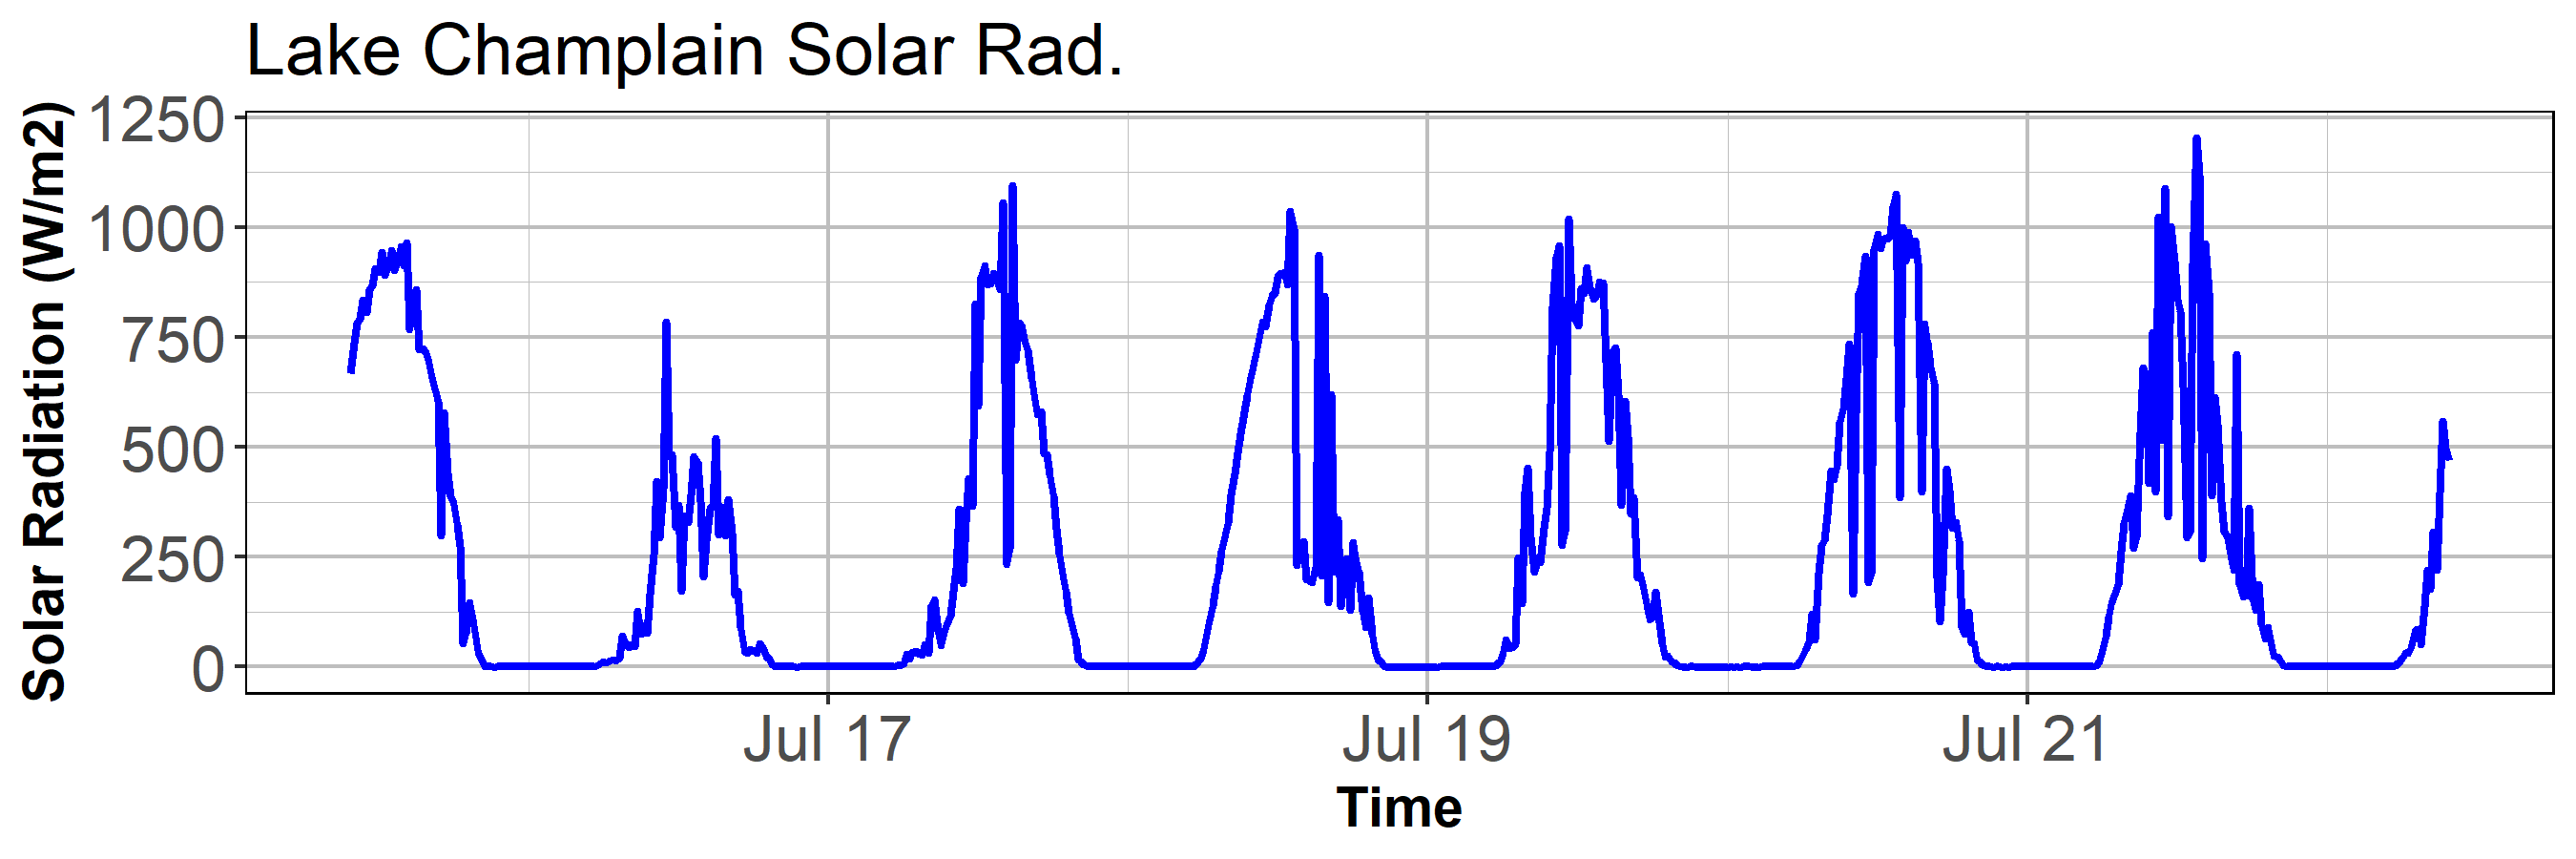 Lake Champlain Solar Rad.
Solar Radiation (W/m2)
1250
1000
750
500
250
0
Jul 17
Jul 19
Jul 21
Time